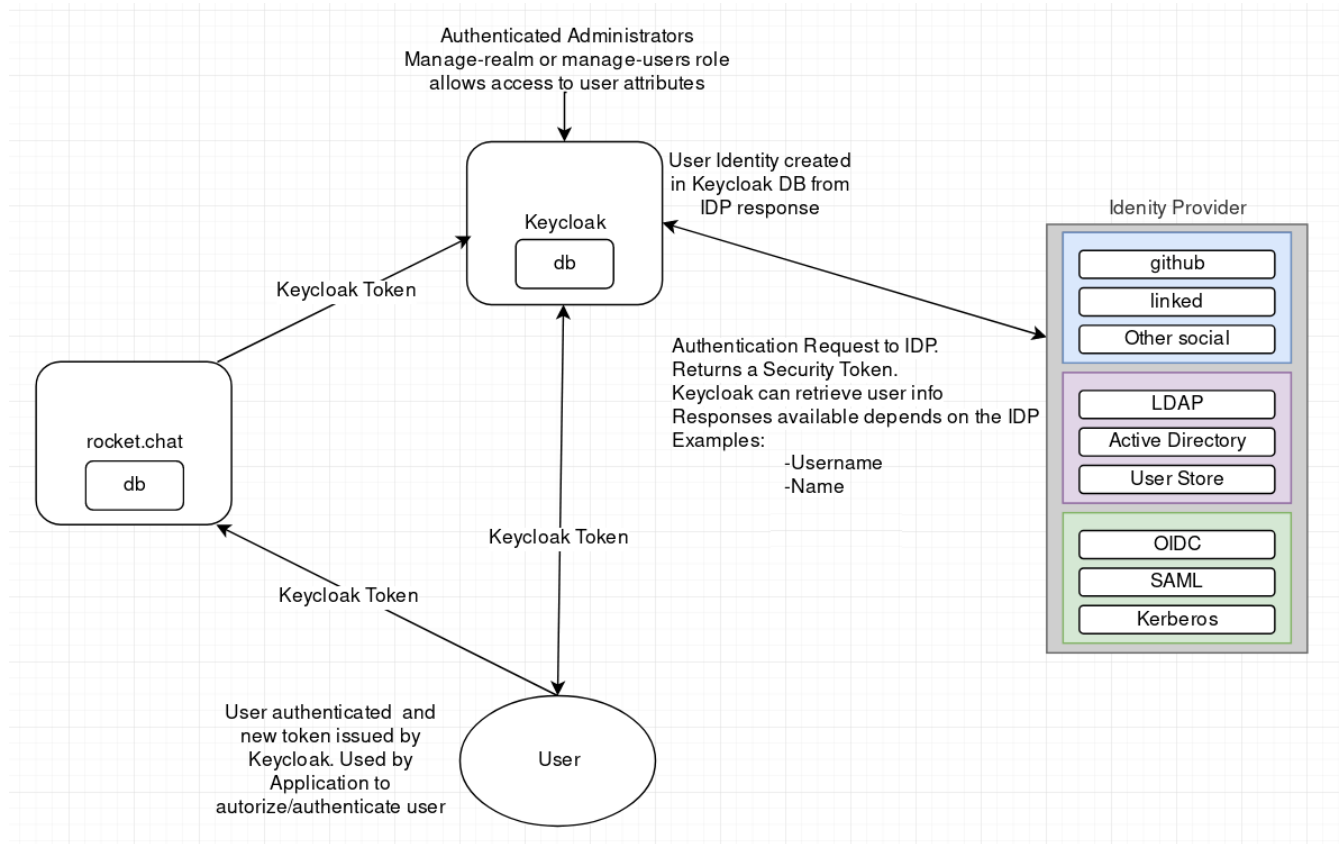 Authenticated Administrators
Manage-realm or manage-users role
allows access to user attributes
User Identity created
in Keycloak DB from
IDP response
Keycloak
db
Idenity Provider
github
linked
Other social
LDAP
Active Directory
User Store
OIDC
SAML
Kerberos
Keycloak Token
Authentication Request to IDP.
Returns a Security Token.
Keycloak can retrieve user info
Responses available depends on the IDP
Examples:
-Username
-Name
rocket.chat
db
Keycloak Token
Keycloak Token
User authenticated and
new token issued by
Keycloak. Used by
Application to
autorize/authenticate user
User